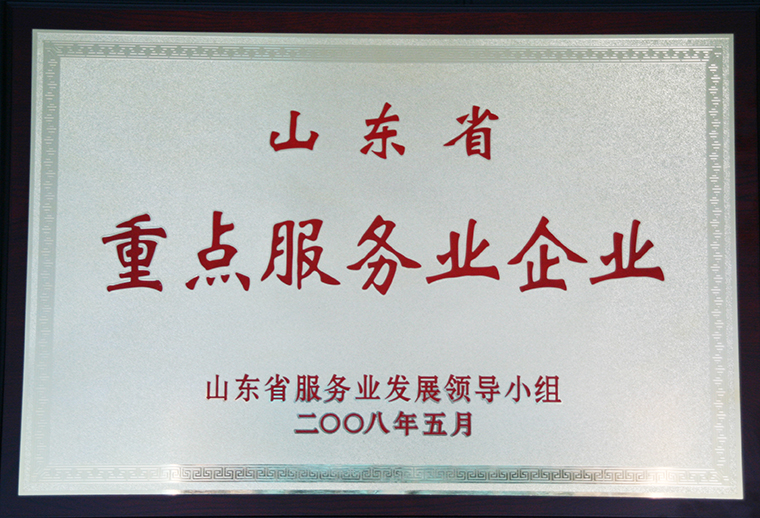 山东省
重点服务业企业
山东省服务业发展领导小组
二〇〇八年五月